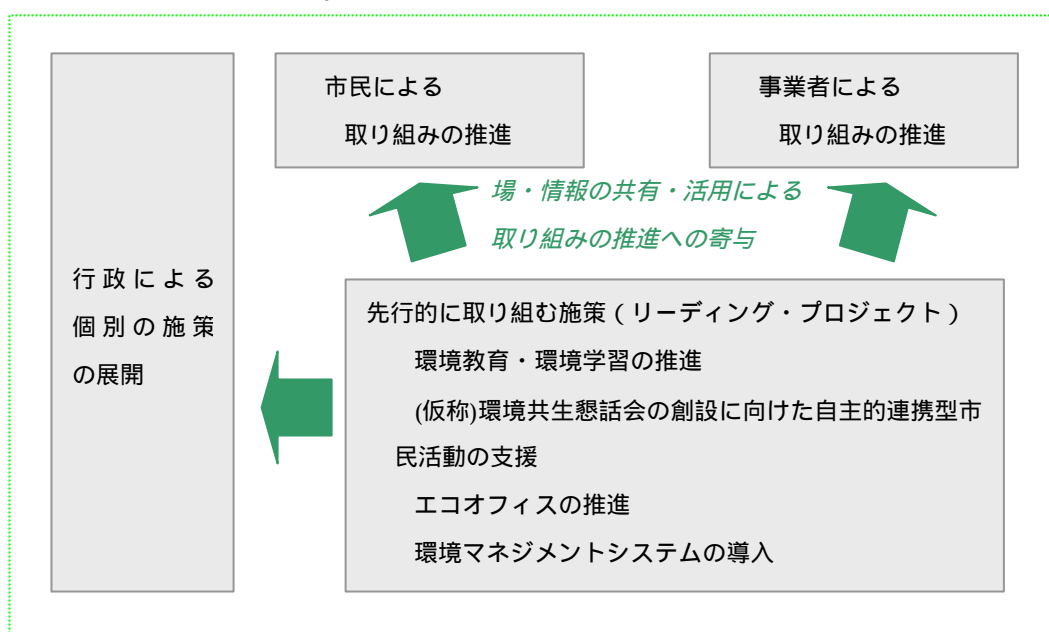 市民による
取り組みの推進
事業者による
取り組みの推進
場・情報の共有・活用による
取り組みの推進への寄与
行政による
個別の施策
の展開
先行的に取り組む施策（リーディング・プロジェクト）
環境教育・環境学習の推進
(仮称)環境共生懇話会の創設に向けた自主的連携型市
民活動の支援
エコオフィスの推進
環境マネジメントシステムの導入